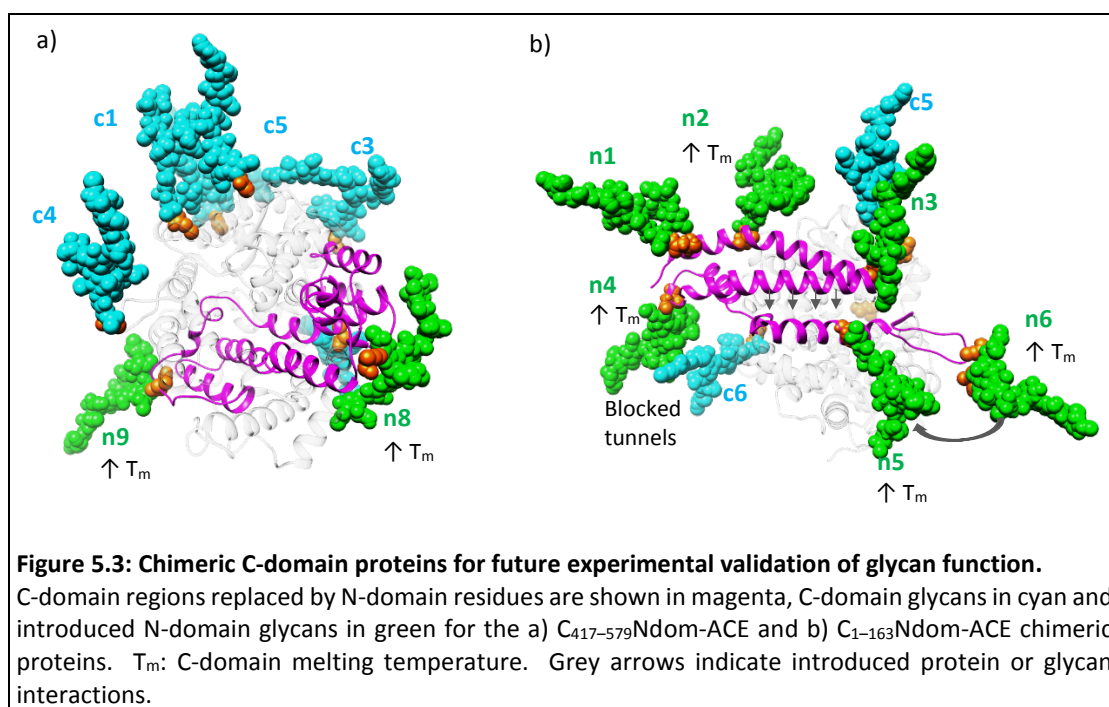 a)
c1
c5
c3
c4
n9
↑ Tm
n8
↑ Tm
b)
c5
n2
↑ Tm
n1
n3
n4
↑ Tm
n6
↑ Tm
c6
Blocked
tunnels
n5
↑ Tm
Figure 5.3: Chimeric C-domain proteins for future experimental validation of glycan function.
C-domain regions replaced by N-domain residues are shown in magenta, C-domain glycans in cyan and
introduced N-domain glycans in green for the a) C417–579Ndom-ACE and b) C1–163Ndom-ACE chimeric
proteins. Tm: C-domain melting temperature. Grey arrows indicate introduced protein or glycan
interactions.